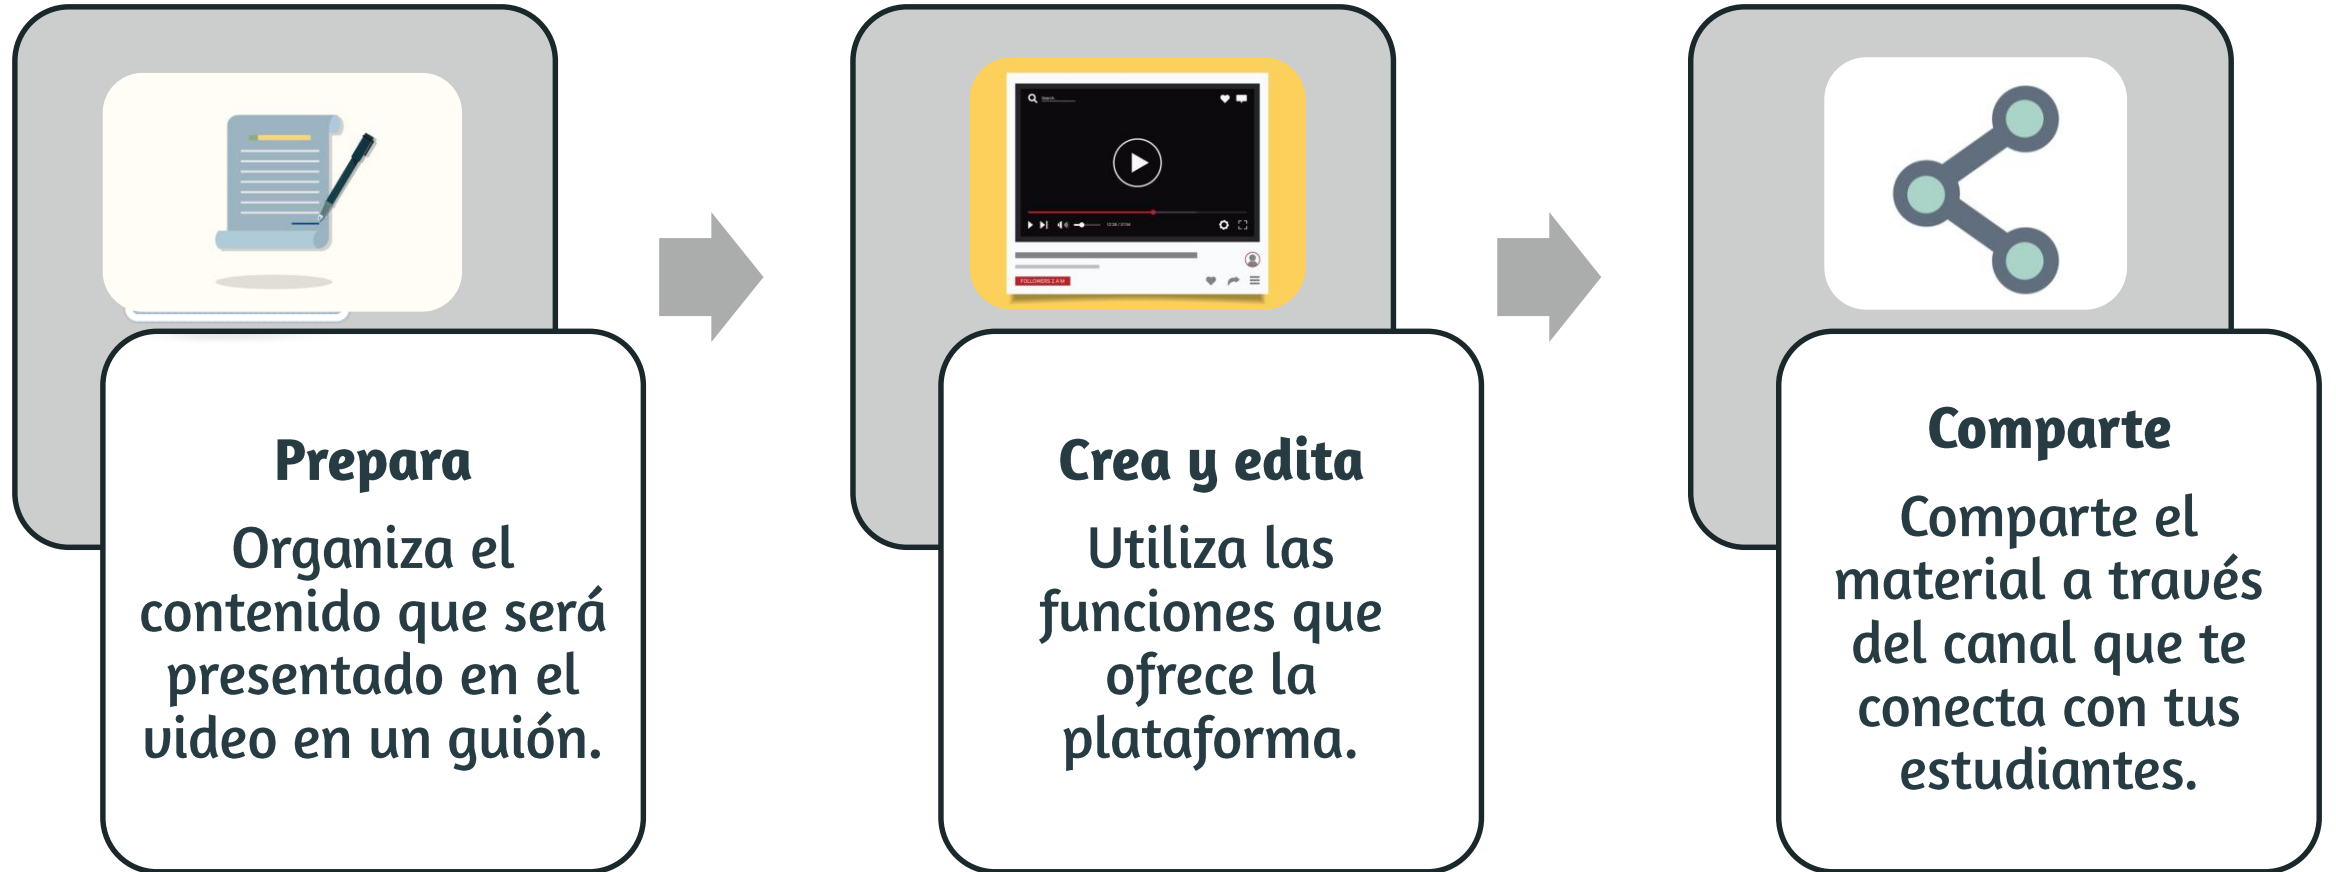 Prepara
Organiza el
contenido que será
presentado en el
video en un guión.
Crea y edita
Utiliza las
funciones que
ofrece la
plataforma.
Comparte
Comparte el
material a través
del canal que te
conecta con tus
estudiantes.